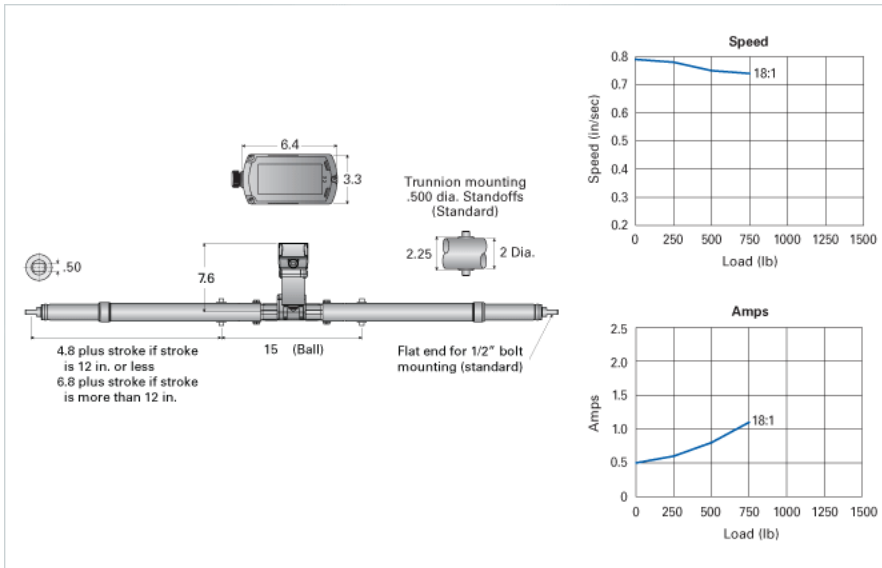 6.4
3.3
Trunnion mounting
.500 dia. Standoffs
(Standard)
2.25
2 Dia.
.50
7.6
4.8 plus stroke if stroke
is 12 in. or less
6.8 plus stroke if stroke
is more than 12 in.
15 (Ball)
Flat end for 1/2" bolt
mounting (standard)
Speed
Speed (in/sec)
0.8
0.7
0.6
0.5
0.4
0.3
0.2
18:1
0 250 500 750 1000 1250 1500
Load (lb)
Amps
Amps
2.5
2.0
1.5
1.0
0.5
0
18:1
0 250 500 750 1000 1250 1500
Load (lb)